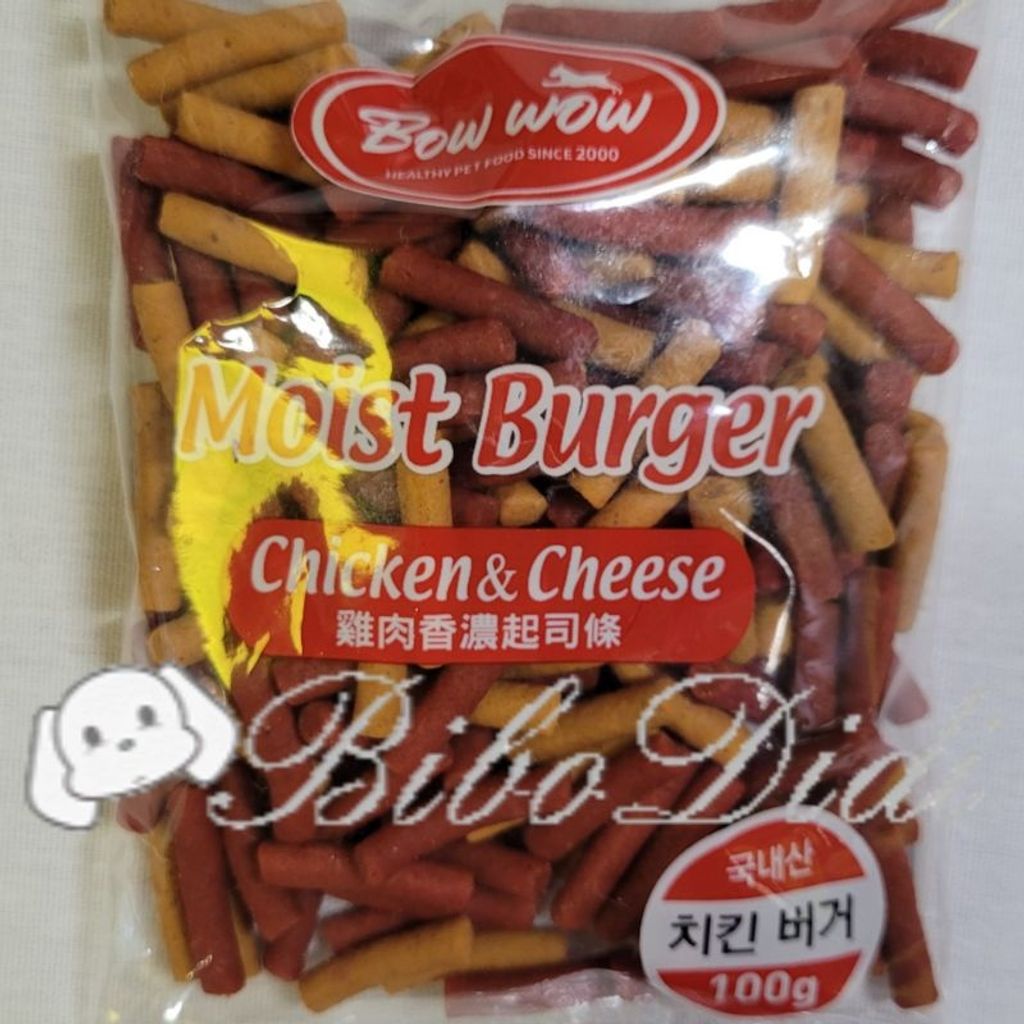 Bow wow
HEALTHY PET FOOD SINCE 2000
Moist Burger
Chicken & Cheese
雞肉香濃起司條
Bibo Dia
국내산
치킨 버거
100g